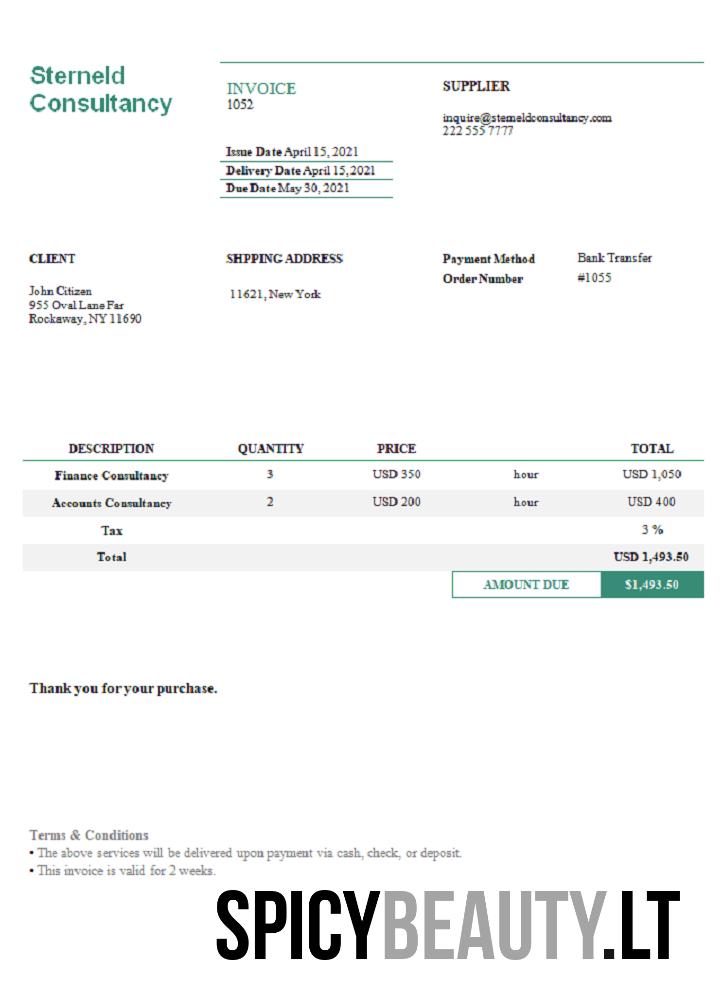 Sterneld
Consultancy
INVOICE
1052
SUPPLIER
inquire@sterneldconsultancy.com
222 555 7777
Issue Date April 15, 2021
Delivery Date April 15, 2021
Due Date May 30, 2021
CLIENT
John Citizen
955 Oval Lane Far
Rockaway, NY 11690
SHPPING ADDRESS
11621, New York
Payment Method Bank Transfer
Order Number #1055
DESCRIPTION QUANTITY PRICE TOTAL
Finance Consultancy 3 USD 350 hour USD 1,050
Accounts Consultancy 2 USD 200 hour USD 400
Tax 3 %
Total USD 1,493.50
AMOUNT DUE $1,493.50
Thank you for your purchase.
Terms & Conditions
• The above services will be delivered upon payment via cash, check, or deposit.
• This invoice is valid for 2 weeks.
SPICYBEAUTY.LT